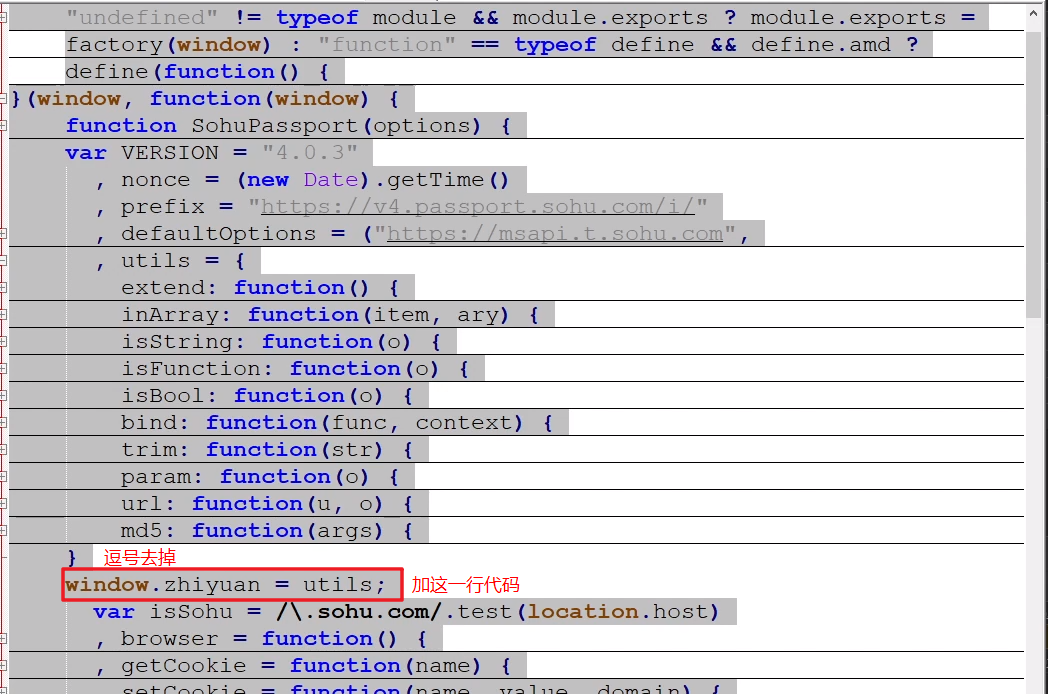 "undefined" != typeof module && module.exports ? module.exports =
factory(window) : "function" == typeof define && define.amd ?
define(function() {
}(window, function(window) {
function SohuPassport(options) {
var VERSION = "4.0.3"
, nonce = (new Date).getTime()
, prefix = "https://v4.passport.sohu.com/i/"
, defaultOptions = ("https://msapi.t.sohu.com",
, utils = {
extend: function() {
inArray: function(item, ary) {
isString: function(o) {
isFunction: function(o) {
isBool: function(o) {
bind: function(func, context) {
trim: function(str) {
param: function(o) {
url: function(u, o) {
md5: function(args) {
} 逗号去掉
window.zhiyuan = utils; 加这一行代码
var isSohu = /\.sohu.com/.test(location.host)
, browser = function() {
, getCookie = function(name) {
, setCookie = function(name, value, domain) {